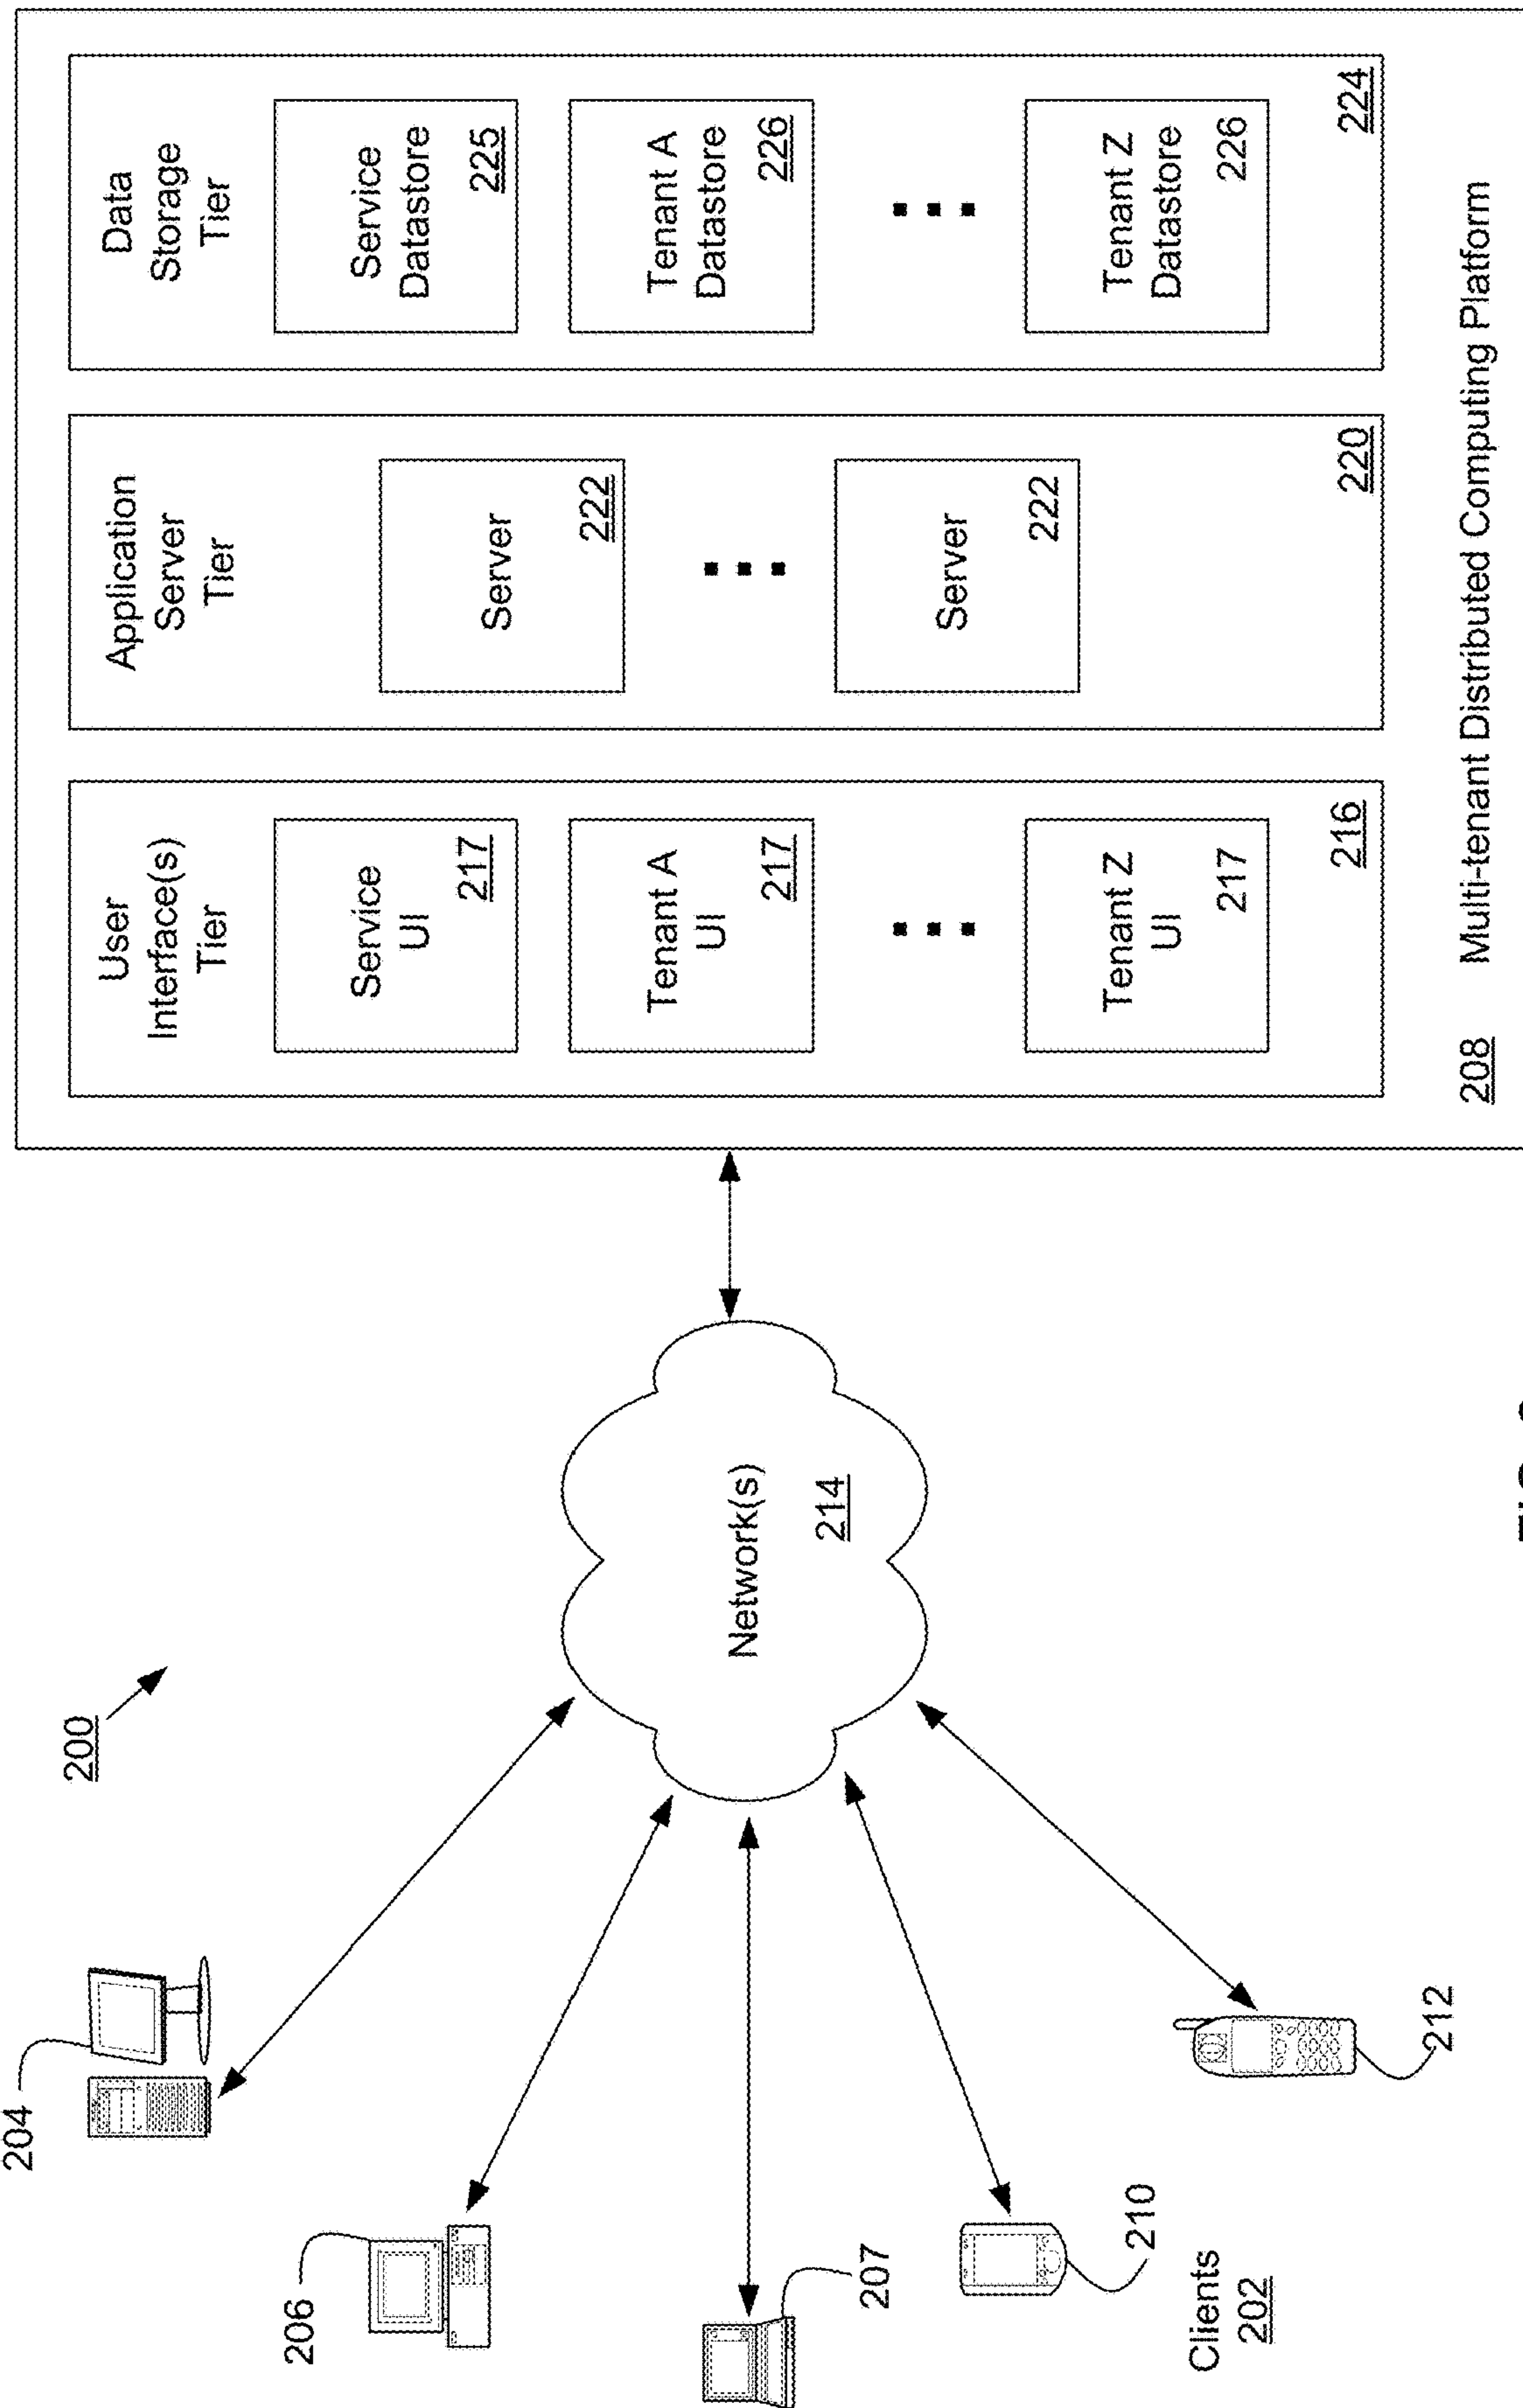 200
204
206
207
210
212
Clients
202
Network(s)
214
User
Interface(s)
Tier
Service
UI
217
Tenant A
UI
217
Tenant Z
UI
217
216
Application
Server
Tier
Server
222
Server
222
220
Data
Storage
Tier
Service
Datastore
225
Tenant A
Datastore
226
Tenant Z
Datastore
226
224
208 Multi-tenant Distributed Computing Platform